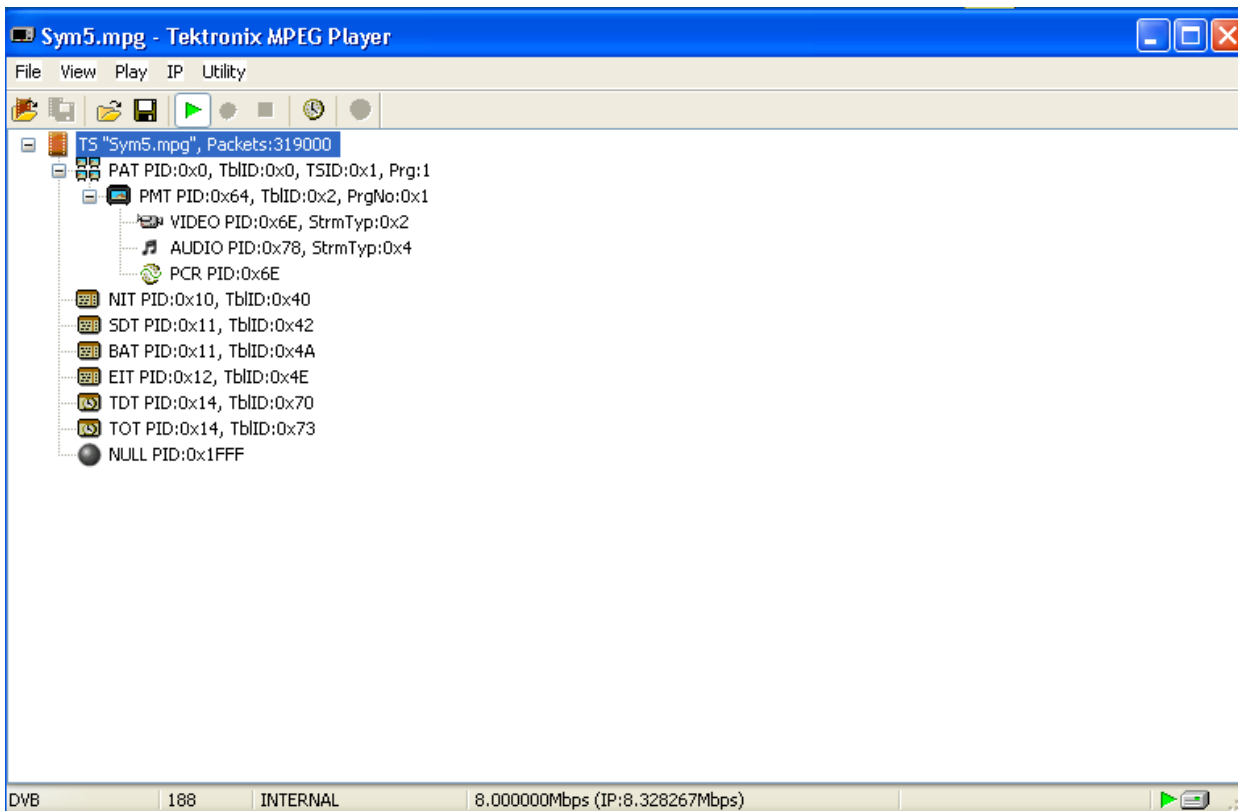 Sym5.mpg - Tektronix MPEG Player
File View Play IP Utility
TS "Sym5.mpg", Packets:319000
PAT PID:0x0, TblID:0x0, TSID:0x1, Prg:1
PMT PID:0x64, TblID:0x2, PrgNo:0x1
VIDEO PID:0x6E, StrmTyp:0x2
AUDIO PID:0x78, StrmTyp:0x4
PCR PID:0x6E
NIT PID:0x10, TblID:0x40
SDT PID:0x11, TblID:0x42
BAT PID:0x11, TblID:0x4A
EIT PID:0x12, TblID:0x4E
TDT PID:0x14, TblID:0x70
TOT PID:0x14, TblID:0x73
NULL PID:0x1FFF
DVB 188 INTERNAL 8.000000Mbps (IP:8.328267Mbps)